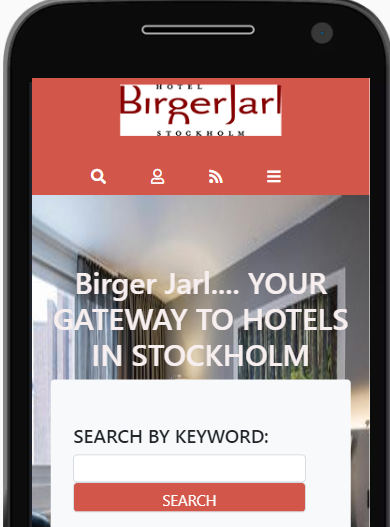 HOTEL
BirgerJarl
STOCKHOLM
Birger Jarl.... YOUR
GATEWAY TO HOTELS
IN STOCKHOLM
SEARCH BY KEYWORD:
SEARCH